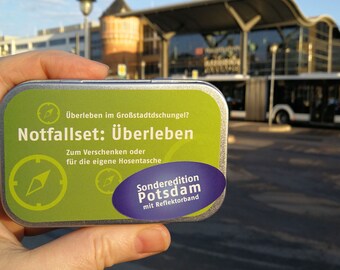 Überleben im Großstadtdschungel?
Notfallset: Überleben
Zum Verschenken oder
für die eigene Hosentasche
Sonderedition
Potsdam
mit Reflektorband